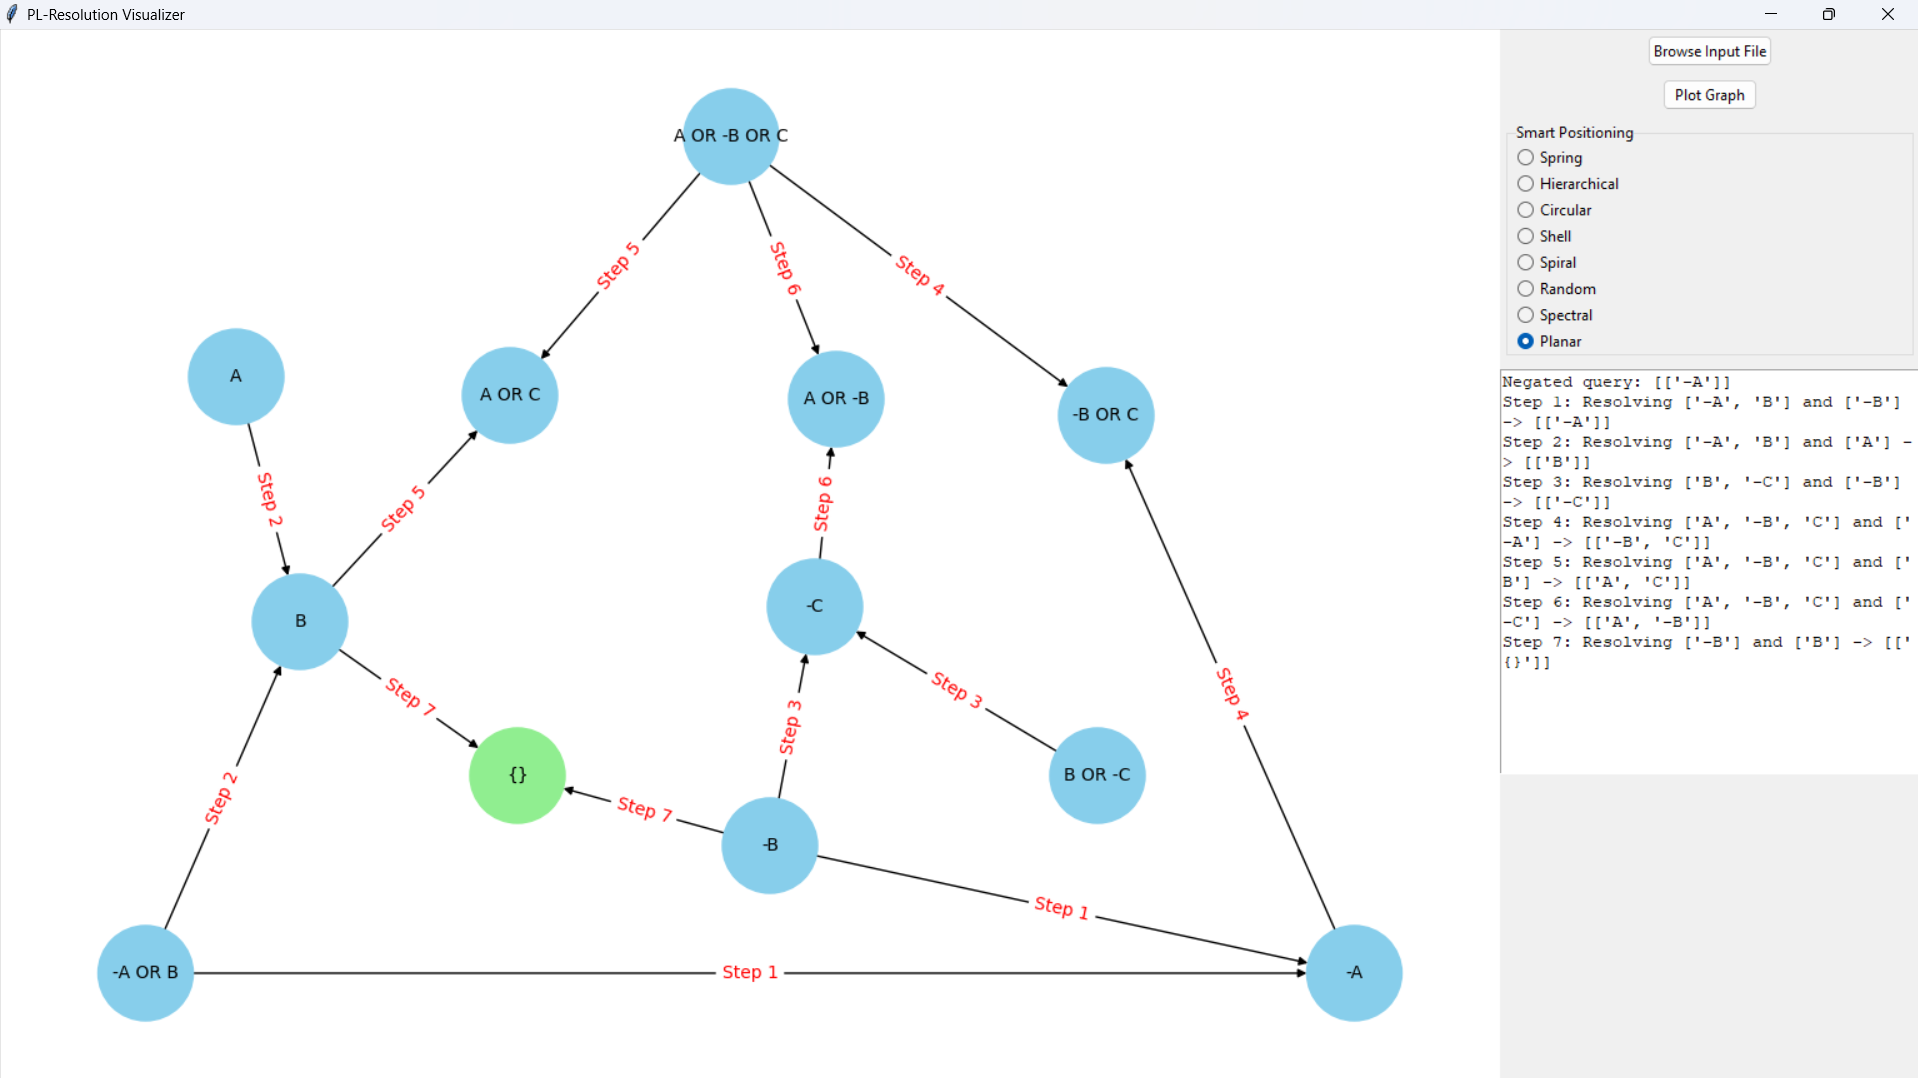 PL-Resolution Visualizer
Browse Input File
Plot Graph
Smart Positioning
Spring
Hierarchical
Circular
Shell
Spiral
Random
Spectral
Planar
Negated query: [['-A']]
Step 1: Resolving ['-A', 'B'] and ['-B']
-> [['-A']]
Step 2: Resolving ['-A', 'B'] and ['A'] -
> [['B']]
Step 3: Resolving ['B', '-C'] and ['-B']
-> [['-C']]
Step 4: Resolving ['A', '-B', 'C'] and ['
-A'] -> [['-B', 'C']]
Step 5: Resolving ['A', '-B', 'C'] and ['
B'] -> [['A', 'C']]
Step 6: Resolving ['A', '-B', 'C'] and ['
-C'] -> [['A', '-B']]
Step 7: Resolving ['-B'] and ['B'] -> [['
{}']]
A OR -B OR C
Step 5
Step 6
Step 4
A
A OR C
A OR -B
-B OR C
Step 2
Step 5
Step 6
B
-C
Step 7
Step 3
Step 3
Step 4
Step 2
{}
B OR -C
Step 7
-B
Step 1
-A OR B
Step 1
-A